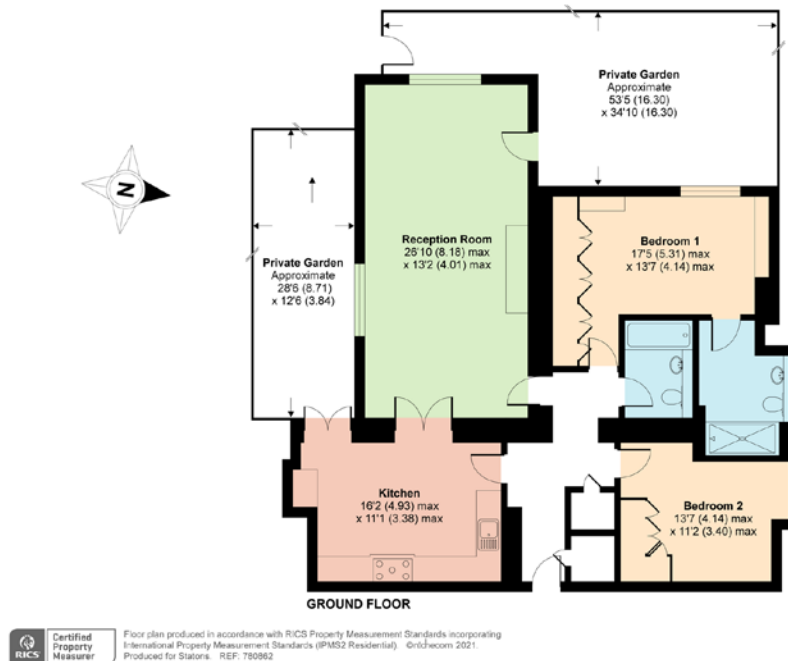 Private Garden
Approximate
53'5 (16.30)
x 34'10 (16.30)
N
Private Garden
Approximate
28'6 (8.71)
x 12'6 (3.84)
Reception Room
26'10 (8.18) max
x 13'2 (4.01) max
Bedroom 1
17'5 (5.31) max
x 13'7 (4.14) max
Kitchen
16'2 (4.93) max
x 11'1 (3.38) max
Bedroom 2
13'7 (4.14) max
x 11'2 (3.40) max
GROUND FLOOR
RICS
Certified
Property
Measurer
Floor plan produced in accordance with RICS Property Measurement Standards incorporating
International Property Measurement Standards (IPMS2 Residential). ©nichecom 2021.
Produced for Statons. REF: 780862